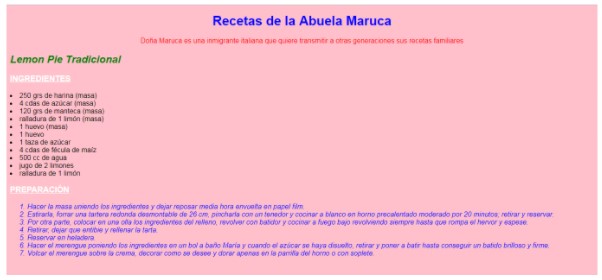 Recetas de la Abuela Maruca
Doña Maruca es una inmigrante italiana que quiere transmitir a otras generaciones sus recetas familiares
Lemon Pie Tradicional
INGREDIENTES
• 250 grs de harina (masa)
• 4 cdas de azúcar (masa)
• 120 grs de manteca (masa)
• ralladura de 1 limón (masa)
• 1 huevo (masa)
• 1 huevo
• 1 taza de azúcar
• 4 cdas de fécula de maíz
• 500 cc de agua
• jugo de 2 limones
• ralladura de 1 limón
PREPARACIÓN
1. Hacer la masa uniendo los ingredientes y dejar reposar media hora envuelta en papel film.
2. Estirarla, forrar una tartera redonda desmontable de 26 cm, pincharla con un tenedor y cocinar a blanco en horno precalentado moderado por 20 minutos; retirar y reservar.
3. Por otra parte, colocar en una olla los ingredientes del relleno, revolver con batidor y cocinar a fuego bajo revolviendo siempre hasta que rompa el hervor y espese.
4. Retirar, dejar que entibie y rellenar la tarta.
5. Reservar en heladera.
6. Hacer el merengue poniendo los ingredientes en un bol a baño María y cuando el azúcar se haya disuelto, retirar y poner a batir hasta conseguir un batido brilloso y firme.
7. Volcar el merengue sobre la crema, decorar como se desee y dorar apenas en la parrilla del horno o con soplete.